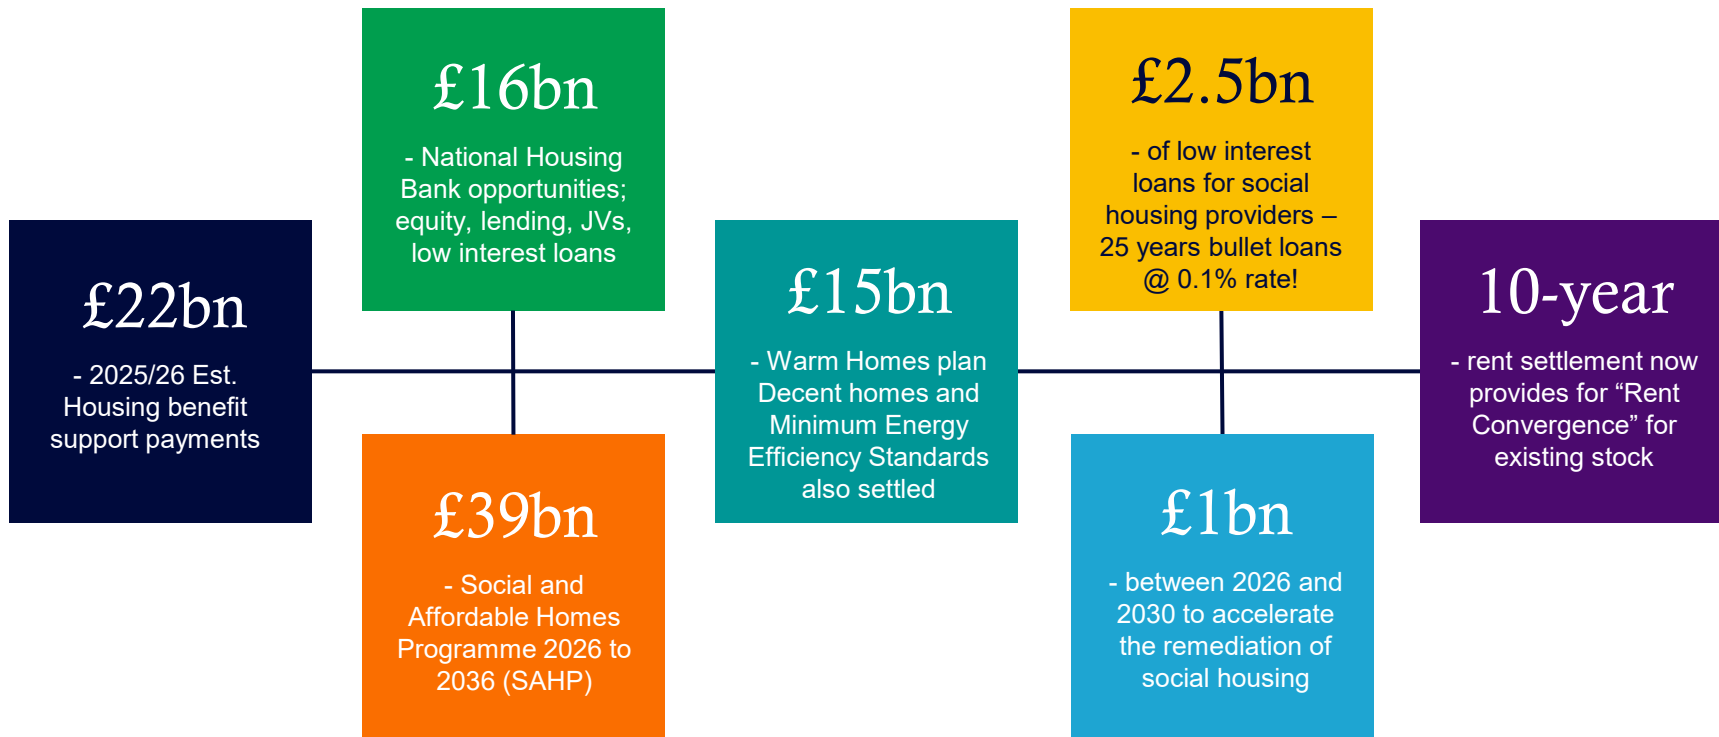 £22bn
- 2025/26 Est.
Housing benefit
support payments
£16bn
- National Housing
Bank opportunities;
equity, lending, JVs,
low interest loans
£39bn
- Social and
Affordable Homes
Programme 2026 to
2036 (SAHP)
£15bn
- Warm Homes plan
Decent homes and
Minimum Energy
Efficiency Standards
also settled
£2.5bn
- of low interest
loans for social
housing providers –
25 years bullet loans
@ 0.1% rate!
£1bn
- between 2026 and
2030 to accelerate
the remediation of
social housing
10-year
- rent settlement now
provides for “Rent
Convergence” for
existing stock